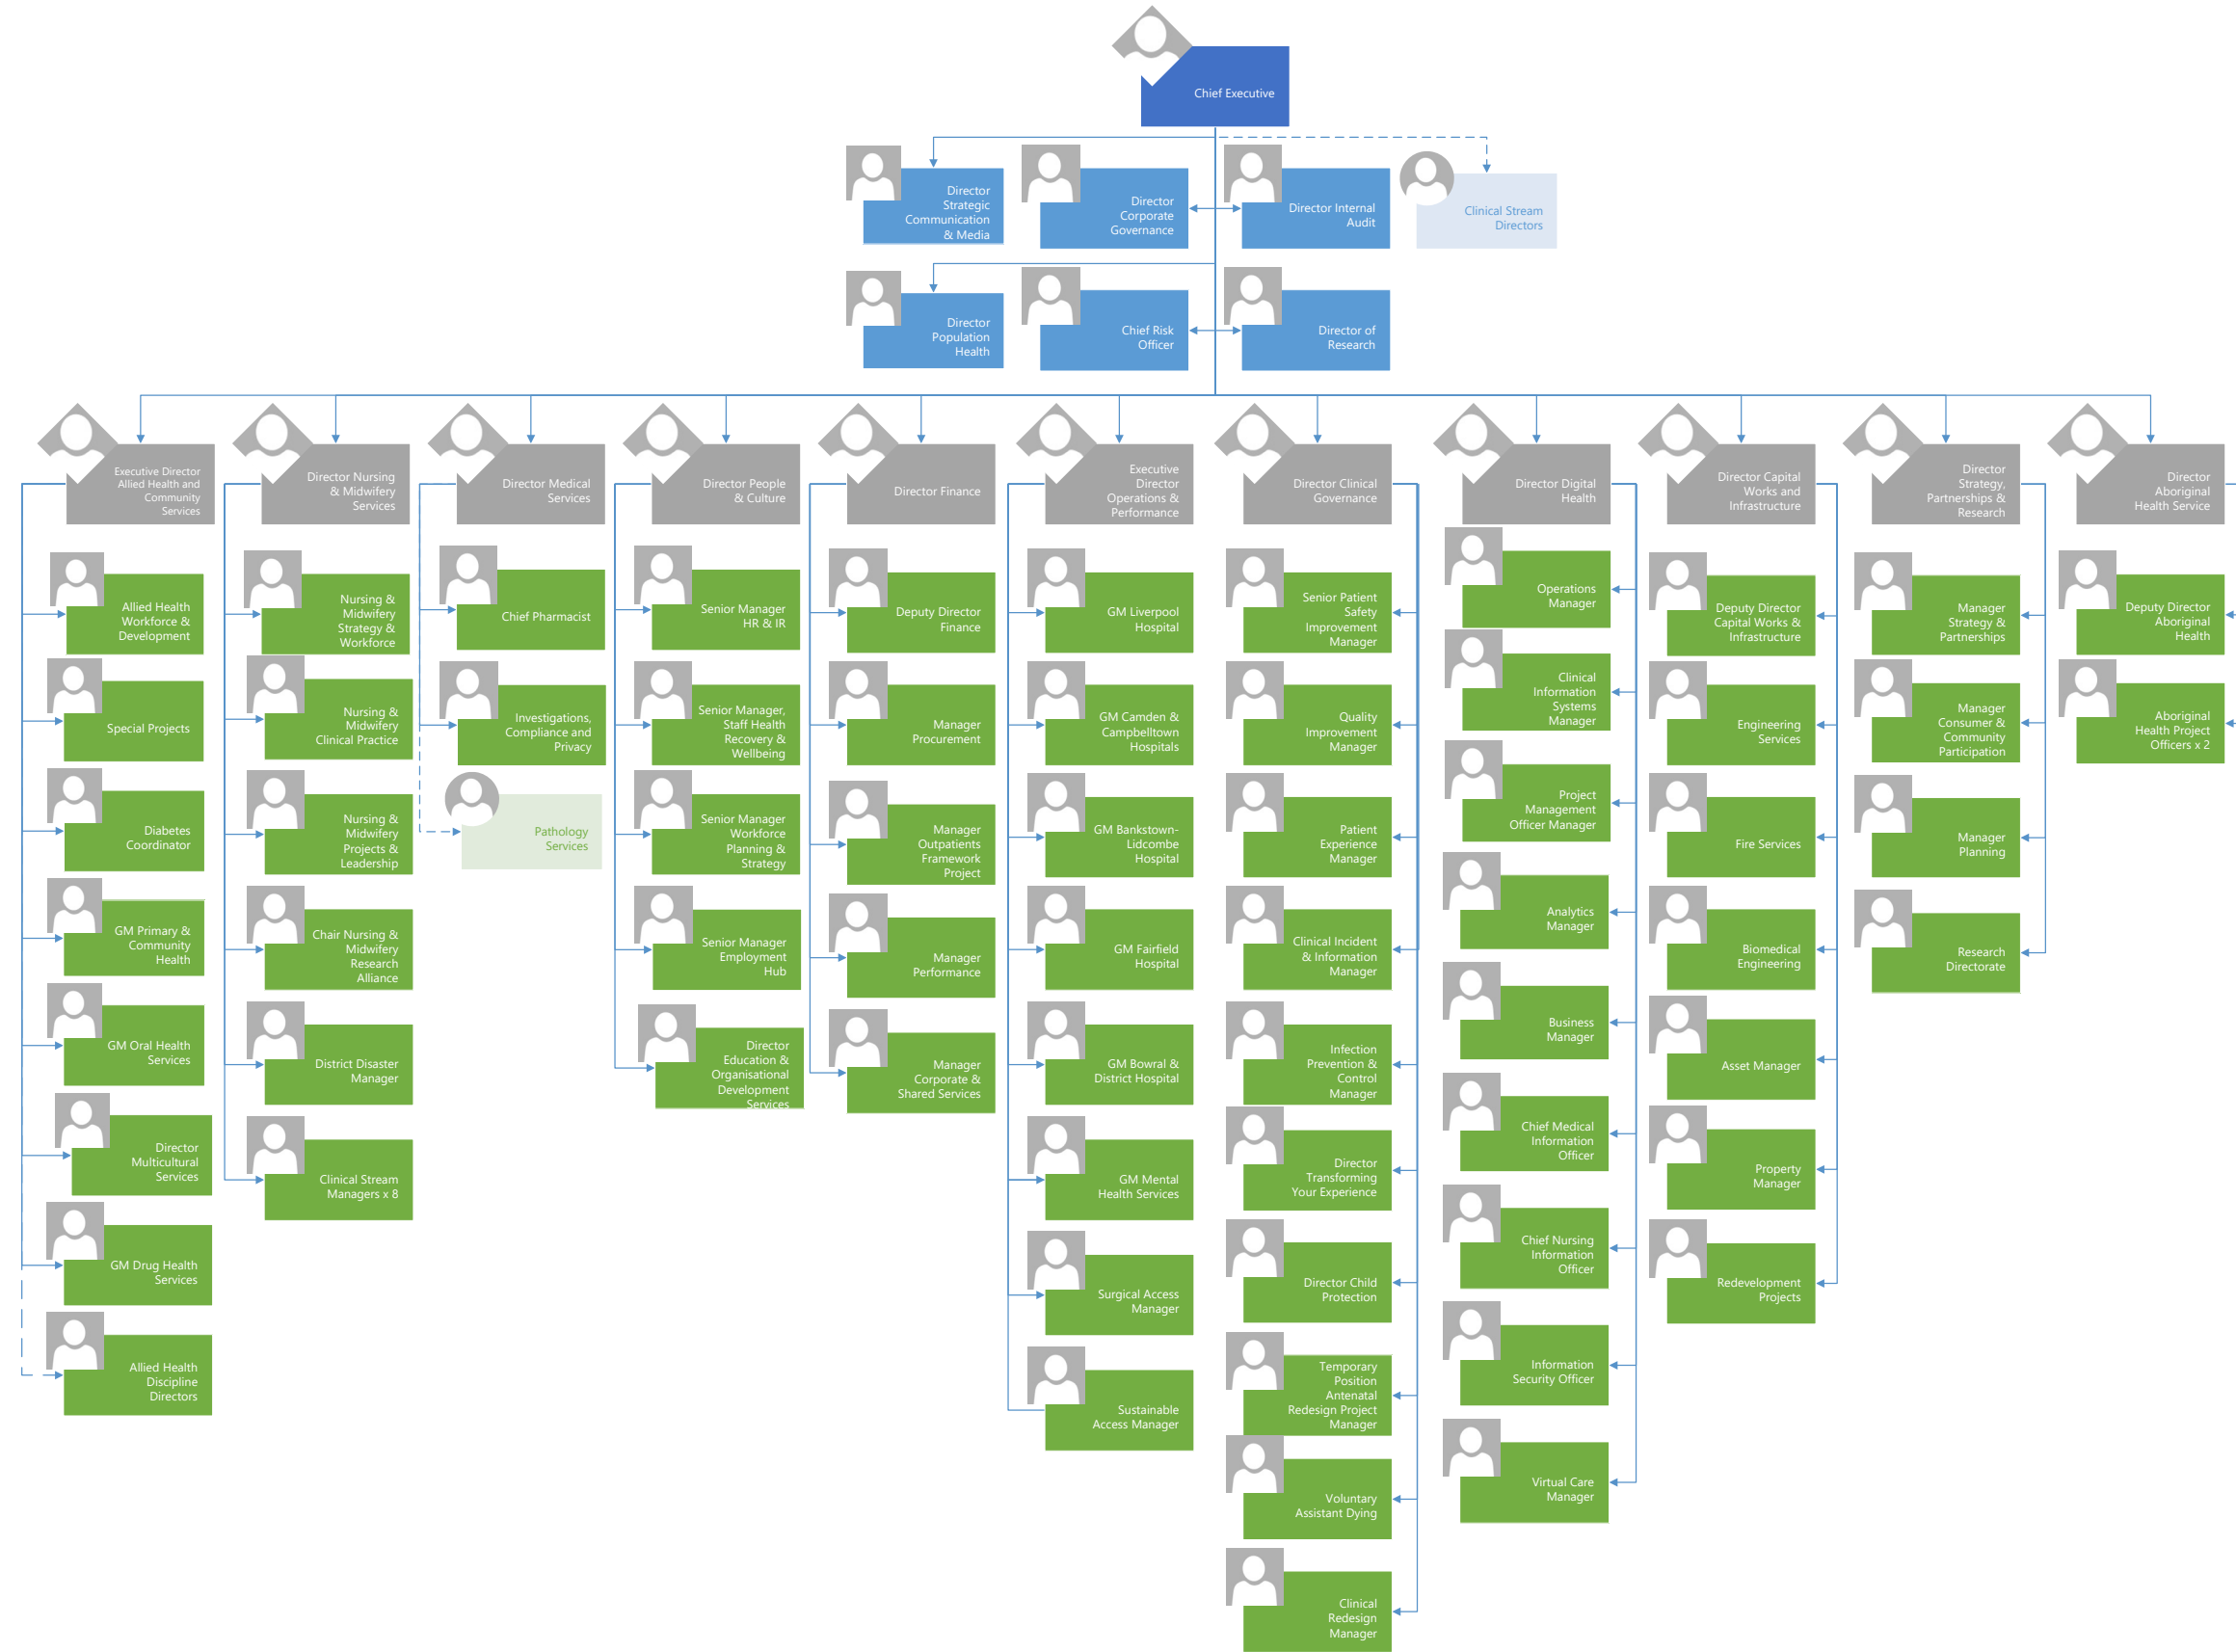 Chief Executive
Director
Strategic
Communication
& Media
Director
Corporate
Governance
Director Internal
Audit
Clinical Stream
Directors
Director
Population
Health
Chief Risk
Officer
Director of
Research
Executive Director
Allied Health and
Community
Services
Director Nursing
& Midwifery
Services
Director Medical
Services
Director People
& Culture
Director Finance
Executive
Director
Operations &
Performance
Director Clinical
Governance
Director Digital
Health
Director Capital
Works and
Infrastructure
Director
Strategy,
Partnerships &
Research
Director
Aboriginal
Health Service
Allied Health
Workforce &
Development
Special Projects
Diabetes
Coordinator
GM Primary &
Community
Health
GM Oral Health
Services
Director
Multicultural
Services
GM Drug Health
Services
Allied Health
Discipline
Directors
Nursing &
Midwifery
Strategy &
Workforce
Nursing &
Midwifery
Clinical Practice
Nursing &
Midwifery
Projects &
Leadership
Chair Nursing &
Midwifery
Research
Alliance
District Disaster
Manager
Clinical Stream
Managers x 8
Chief Pharmacist
Investigations,
Compliance and
Privacy
Pathology
Services
Senior Manager
HR & IR
Senior Manager,
Staff Health
Recovery &
Wellbeing
Senior Manager
Workforce
Planning &
Strategy
Senior Manager
Employment
Hub
Director
Education &
Organisational
Development
Services
Deputy Director
Finance
Manager
Procurement
Manager
Outpatients
Framework
Project
Manager
Performance
Manager
Corporate &
Shared Services
GM Liverpool
Hospital
GM Camden &
Campbelltown
Hospitals
GM Bankstown-
Lidcombe
Hospital
GM Fairfield
Hospital
GM Bowral &
District Hospital
GM Mental
Health Services
Surgical Access
Manager
Sustainable
Access Manager
Senior Patient
Safety
Improvement
Manager
Quality
Improvement
Manager
Patient
Experience
Manager
Clinical Incident
& Information
Manager
Infection
Prevention &
Control
Manager
Director
Transforming
Your Experience
Director Child
Protection
Temporary
Position
Antenatal
Redesign Project
Manager
Voluntary
Assistant Dying
Clinical
Redesign
Manager
Operations
Manager
Clinical
Information
Systems
Manager
Project
Management
Officer Manager
Analytics
Manager
Business
Manager
Chief Medical
Information
Officer
Chief Nursing
Information
Officer
Information
Security Officer
Virtual Care
Manager
Deputy Director
Capital Works &
Infrastructure
Engineering
Services
Fire Services
Biomedical
Engineering
Asset Manager
Property
Manager
Redevelopment
Projects
Manager
Strategy &
Partnerships
Manager
Consumer &
Community
Participation
Manager
Planning
Research
Directorate
Deputy Director
Aboriginal
Health
Aboriginal
Health Project
Officers x 2